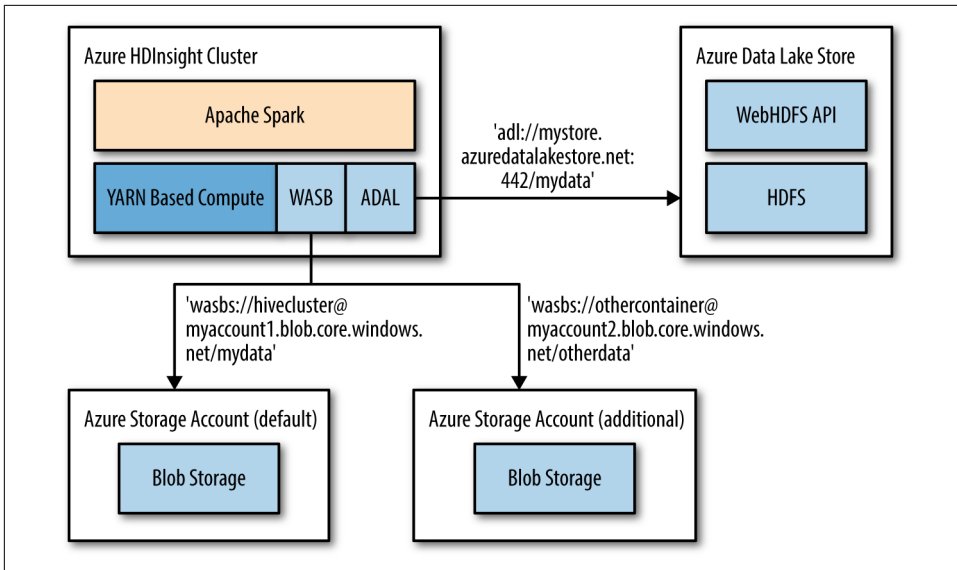 Azure HDInsight Cluster
Apache Spark
YARN Based Compute
WASB
ADAL
'adl://mystore.
azuredatalakestore.net:
442/mydata'
Azure Data Lake Store
WebHDFS API
HDFS
'wasbs://hivecluster@
myaccount1.blob.core.windows.
net/mydata'
'wasbs://othercontainer@
myaccount2.blob.core.windows.
net/otherdata'
Azure Storage Account (default)
Blob Storage
Azure Storage Account (additional)
Blob Storage